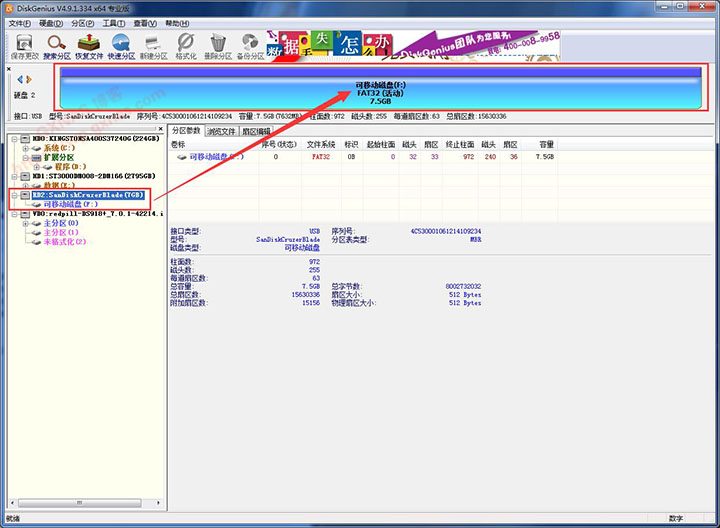 DiskGenius V4.9.1.334 x64 专业版
文件(F) 硬盘(D) 分区(P) 工具(T) 查看(V) 帮助(H)
保存更改 搜索分区 恢复文件 快速分区 新建分区 格式化 删除分区 备份分区
数据 失 怎 办
DiskGenius团队为您服务
电话: 400-008-9958
硬盘 2
可移动磁盘(F:)
FAT32 (活动)
7.5GB
接口:USB 型号:SanDiskCruzerBlade 序列号:4C530001061214109234 容量:7.5GB(7632MB) 柱面数:972 磁头数:255 每道扇区数:63 总扇区数:15630336
HD0:KINGSTONSA400S37240G(224GB)
系统(C:)
扩展分区
程序(D:)
HD1:ST3000DM008-2DM166(2795GB)
数据(E:)
HD2:SanDiskCruzerBlade(7GB)
可移动磁盘(F:)
VD0:redpill-DS918+_7.0.1-42214.i
主分区(0)
主分区(1)
未格式化(2)
分区参数 浏览文件 扇区编辑
卷标 序号(状态) 文件系统 标识 起始柱面 磁头 扇区 终止柱面 磁头 扇区 容量
可移动磁盘(F:) 0 FAT32 0B 0 32 33 972 240 36 7.5GB
接口类型: USB 序列号: 4C530001061214109234
型号: SanDiskCruzerBlade 分区表类型: MBR
磁盘类型: 可移动磁盘
柱面数: 972
磁头数: 255
每道扇区数: 63
总容量: 7.5GB 总字节数: 8002732032
总扇区数: 15630336 扇区大小: 512 Bytes
附加扇区数: 15156 物理扇区大小: 512 Bytes
就绪 数字